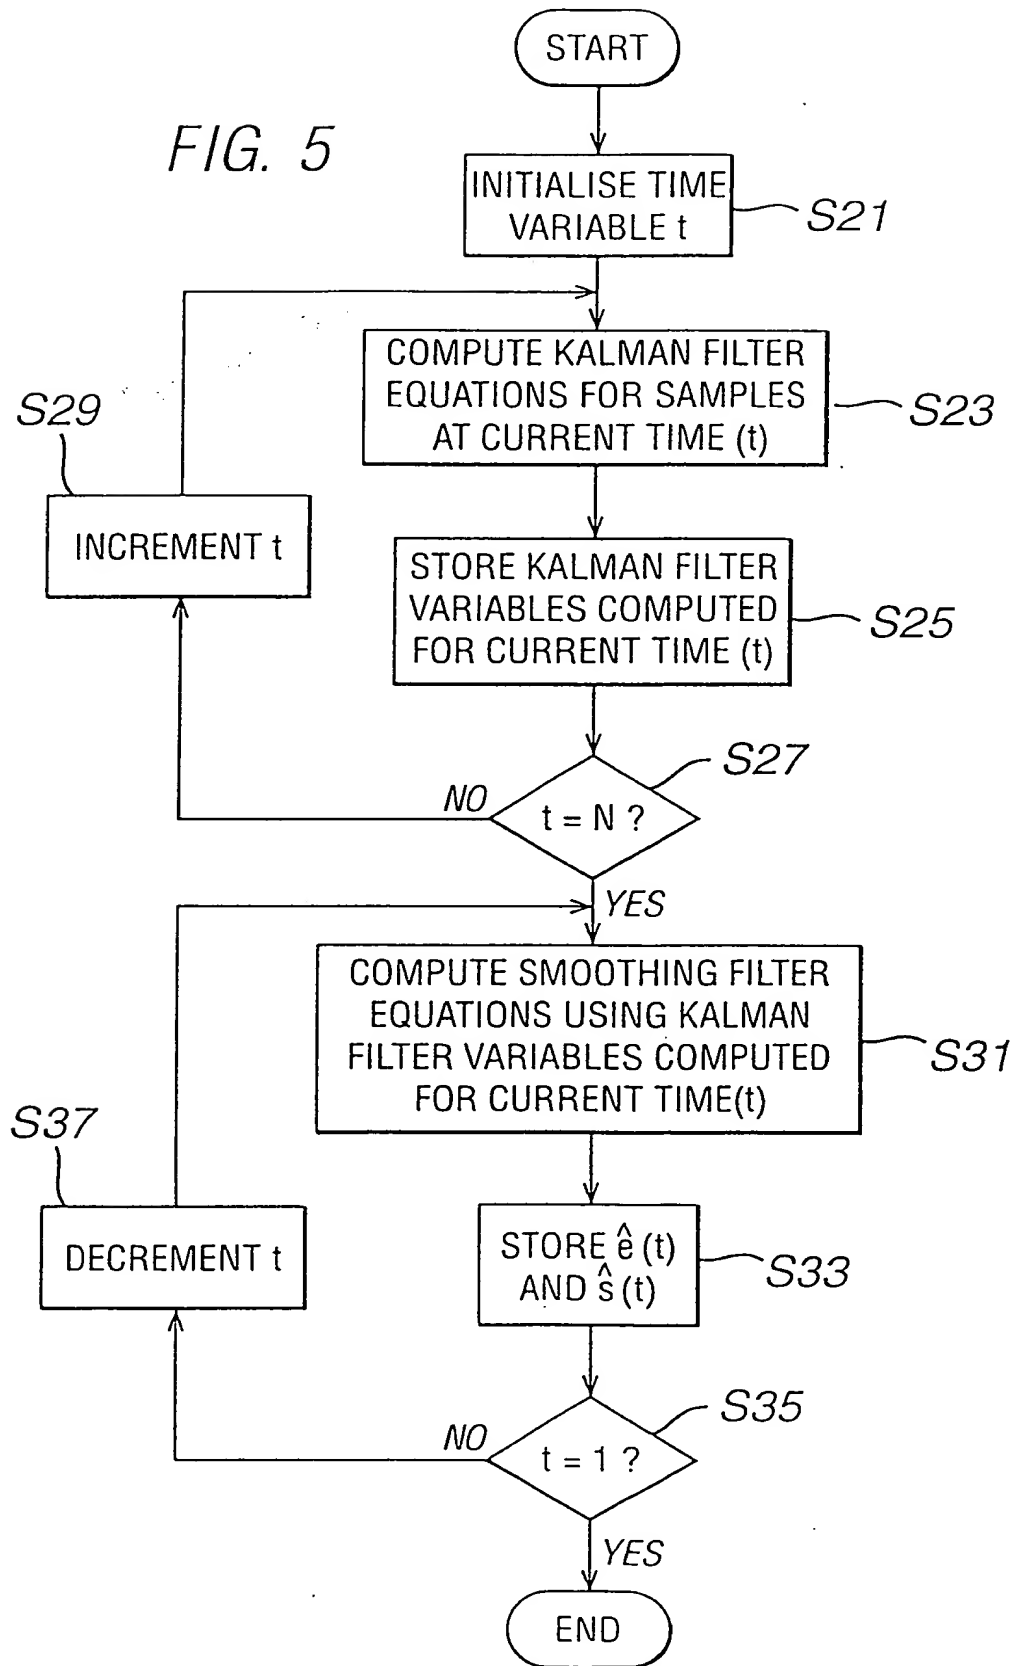 START
FIG. 5
INITIALISE TIME
VARIABLE t
S21
COMPUTE KALMAN FILTER
EQUATIONS FOR SAMPLES
AT CURRENT TIME (t)
S23
S29
INCREMENT t
STORE KALMAN FILTER
VARIABLES COMPUTED
FOR CURRENT TIME (t)
S25
S27
NO
t = N ?
YES
COMPUTE SMOOTHING FILTER
EQUATIONS USING KALMAN
FILTER VARIABLES COMPUTED
FOR CURRENT TIME(t)
S31
S37
DECREMENT t
STORE ê (t)
AND ŝ (t)
S33
S35
NO
t = 1 ?
YES
END